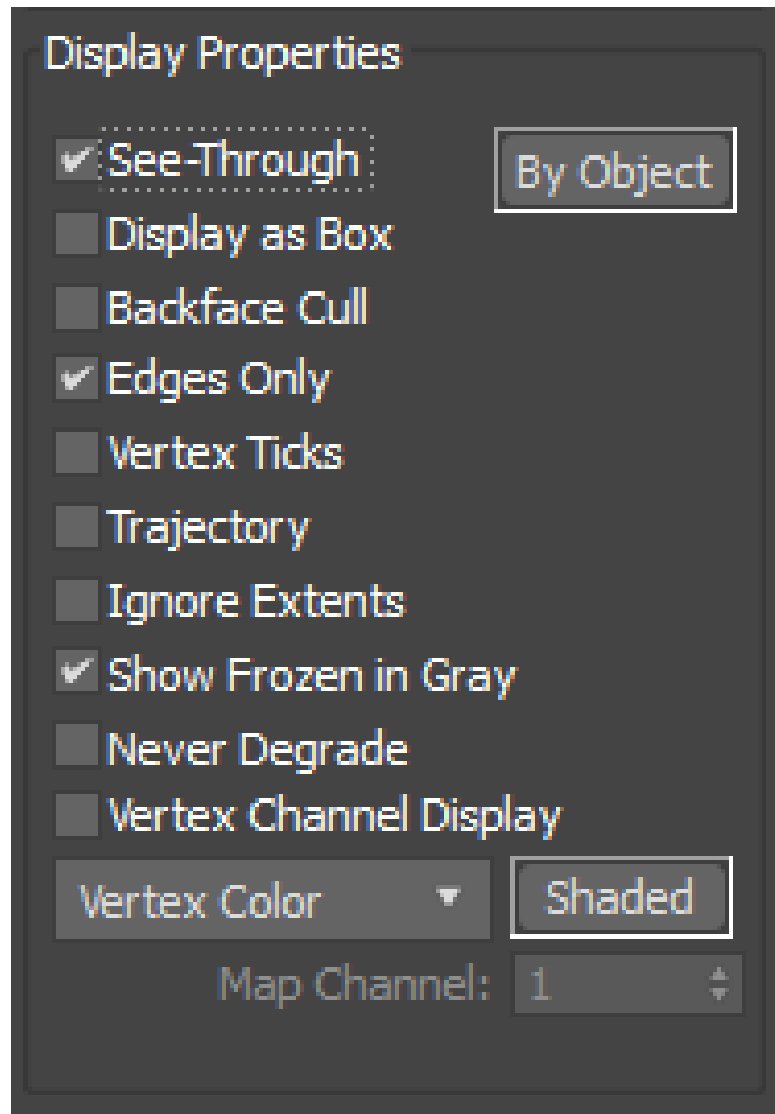 Display Properties
See-Through By Object
Display as Box
Backface Cull
Edges Only
Vertex Ticks
Trajectory
Ignore Extents
Show Frozen in Gray
Never Degrade
Vertex Channel Display
Vertex Color Shaded
Map Channel: 1